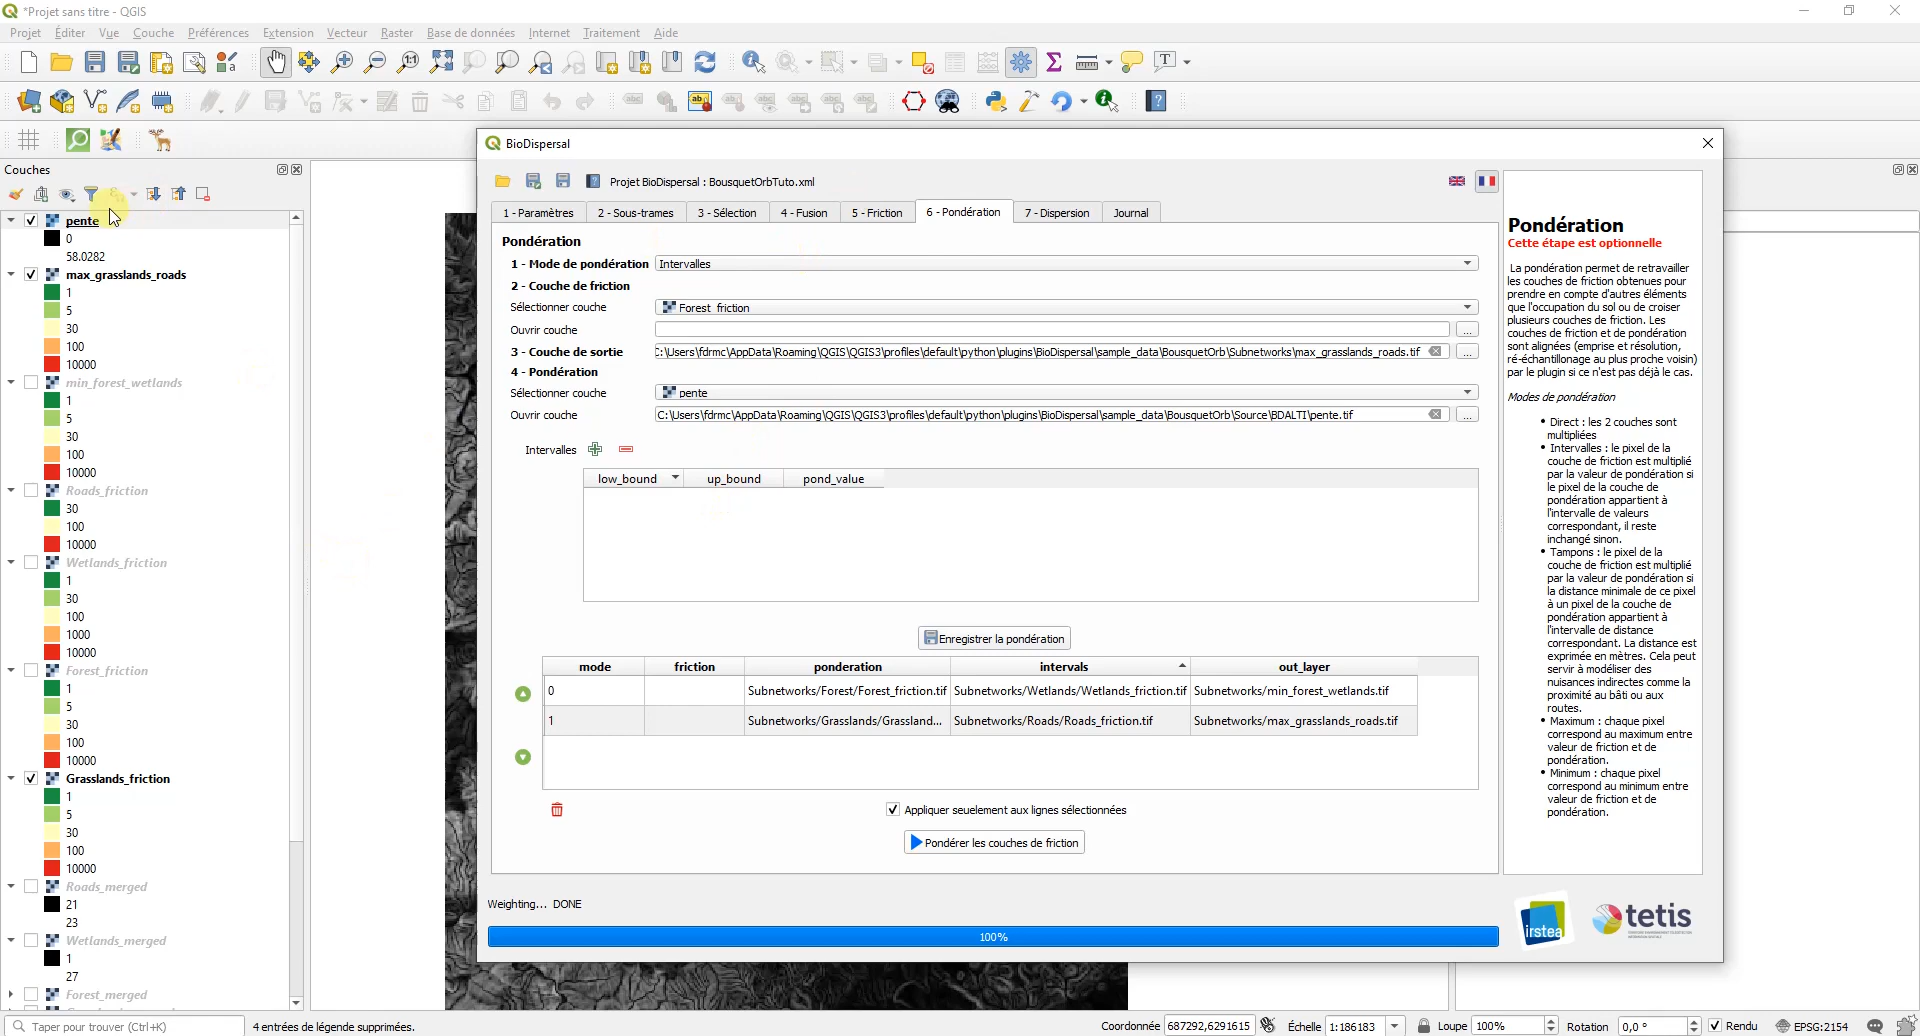 *Projet sans titre - QGIS
Projet Éditer Vue Couche Préférences Extension Vecteur Raster Base de données Internet Traitement Aide
Couches
pente
0
58.0282
max_grasslands_roads
1
5
30
100
10000
min_forest_wetlands
1
5
30
100
10000
Roads_friction
30
100
10000
Wetlands_friction
1
30
100
1000
10000
Forest_friction
1
5
30
100
10000
Grasslands_friction
1
5
30
100
10000
Roads_merged
21
23
Wetlands_merged
1
27
Forest_merged
BioDispersal
Projet BioDispersal : BousquetOrbTuto.xml
1 - Paramètres 2 - Sous-trames 3 - Sélection 4 - Fusion 5 - Friction 6 - Pondération 7 - Dispersion Journal
Pondération
1 - Mode de pondération Intervalles
2 - Couche de friction
Sélectionner couche Forest_friction
Ouvrir couche ...
3 - Couche de sortie C:\Users\fdrmc\AppData\Roaming\QGIS\QGIS3\profiles\default\python\plugins\BioDispersal\sample_data\BousquetOrb\Subnetworks\max_grasslands_roads.tif ...
4 - Pondération
Sélectionner couche pente
Ouvrir couche C:\Users\fdrmc\AppData\Roaming\QGIS\QGIS3\profiles\default\python\plugins\BioDispersal\sample_data\BousquetOrb\Source\BDALTI\pente.tif ...
Intervalles
low_bound up_bound pond_value
Enregistrer la pondération
mode friction ponderation intervals out_layer
0 Subnetworks/Forest/Forest_friction.tif Subnetworks/Wetlands/Wetlands_friction.tif Subnetworks/min_forest_wetlands.tif
1 Subnetworks/Grasslands/Grassland... Subnetworks/Roads/Roads_friction.tif Subnetworks/max_grasslands_roads.tif
Appliquer seuelement aux lignes sélectionnées
Pondérer les couches de friction
Weighting... DONE
100%
Pondération
Cette étape est optionnelle
La pondération permet de retravailler
les couches de friction obtenues pour
prendre en compte d'autres éléments
que l'occupation du sol ou de croiser
plusieurs couches de friction. Les
couches de friction et de pondération
sont alignées (emprise et résolution,
ré-échantillonage au plus proche voisin)
par le plugin si ce n'est pas déjà le cas.
Modes de pondération
• Direct : les 2 couches sont
multipliées
• Intervalles : le pixel de la
couche de friction est multiplié
par la valeur de pondération si
le pixel de la couche de
pondération appartient à
l'intervalle de valeurs
correspondant, il reste
inchangé sinon.
• Tampons : le pixel de la
couche de friction est multiplié
par la valeur de pondération si
la distance minimale de ce pixel
à un pixel de la couche de
pondération appartient à
l'intervalle de distance
correspondant. La distance est
exprimée en mètres. Cela peut
servir à modéliser des
nuisances indirectes comme la
proximité au bâti ou aux
routes.
• Maximum : chaque pixel
correspond au maximum entre
valeur de friction et de
pondération.
• Minimum : chaque pixel
correspond au minimum entre
valeur de friction et de
pondération.
irstea
tetis
Taper pour trouver (Ctrl+K) 4 entrées de légende supprimées. Coordonnée 687292,6291615 Échelle 1:186183 Loupe 100% Rotation 0,0 ° Rendu EPSG:2154